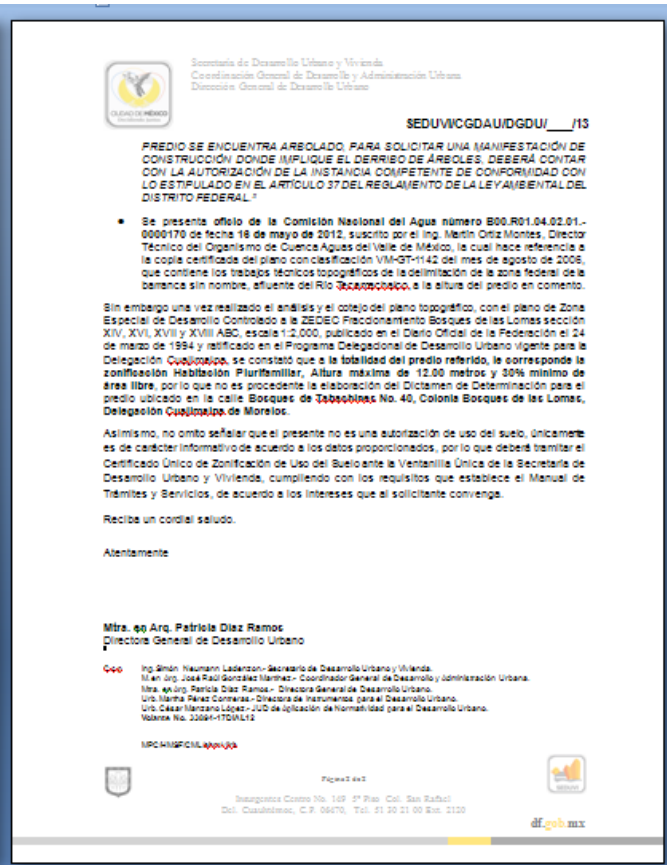 Secretaría de Desarrollo Urbano y Vivienda
Coordinación General de Desarrollo y Administración Urbana
Dirección General de Desarrollo Urbano
CIUDAD DE MÉXICO
SEDUVI/CGDAU/DGDU/____/13
PREDIO SE ENCUENTRA ARBOLADO, PARA SOLICITAR UNA MANIFESTACIÓN DE
CONSTRUCCIÓN DONDE IMPLIQUE EL DERRIBO DE ÁRBOLES, DEBERÁ CONTAR
CON LA AUTORIZACIÓN DE LA INSTANCIA COMPETENTE DE CONFORMIDAD CON
LO ESTIPULADO EN EL ARTÍCULO 37 DEL REGLAMENTO DE LA LEY AMBIENTAL DEL
DISTRITO FEDERAL."
• Se presenta oficio de la Comisión Nacional del Agua número B00.R01.04.02.01.-
0000170 de fecha 16 de mayo de 2012, suscrito por el Ing. Martín Ortiz Montes, Director
Técnico del Organismo de Cuenca Aguas del Valle de México, la cual hace referencia a
la copia certificada del plano con clasificación VM-GT-1142 del mes de agosto de 2006,
que contiene los trabajos técnicos topográficos de la delimitación de la zona federal de la
barranca sin nombre, afluente del Río Tecamachalco, a la altura del predio en comento.
Sin embargo una vez realizado el análisis y el cotejo del plano topográfico, con el plano de Zona
Especial de Desarrollo Controlado a la ZEDEC Fraccionamiento Bosques de las Lomas sección
XIV, XVI, XVII y XVIII ABC, escala 1:2,000, publicado en el Diario Oficial de la Federación el 24
de marzo de 1994 y ratificado en el Programa Delegacional de Desarrollo Urbano vigente para la
Delegación Cuajimalpa, se constató que a la totalidad del predio referido, le corresponde la
zonificación Habitación Plurifamiliar, Altura máxima de 12.00 metros y 30% mínimo de
área libre, por lo que no es procedente la elaboración del Dictamen de Determinación para el
predio ubicado en la calle Bosques de Tabachines No. 40, Colonia Bosques de las Lomas,
Delegación Cuajimalpa de Morelos.
Asimismo, no omito señalar que el presente no es una autorización de uso del suelo, únicamente
es de carácter informativo de acuerdo a los datos proporcionados, por lo que deberá tramitar el
Certificado Único de Zonificación de Uso del Suelo ante la Ventanilla Única de la Secretaría de
Desarrollo Urbano y Vivienda, cumpliendo con los requisitos que establece el Manual de
Trámites y Servicios, de acuerdo a los intereses que al solicitante convenga.
Reciba un cordial saludo.
Atentamente
Mtra. en Arq. Patricia Díaz Ramos
Directora General de Desarrollo Urbano
Ing. Simón Neumann Ladenzon.- Secretario de Desarrollo Urbano y Vivienda.
M. en Arq. José Raúl González Martínez.- Coordinador General de Desarrollo y Administración Urbana.
Mtra. en Arq. Patricia Díaz Ramos.- Directora General de Desarrollo Urbano.
Urb. Martha Pérez Contreras.- Directora de Instrumentos para el Desarrollo Urbano.
Urb. César Manzano López.- JUD de Aplicación de Normatividad para el Desarrollo Urbano.
Página 2 de 2
SEDUVI
Insurgentes Centro No. 149 5° Piso Col. San Rafael
Del. Cuauhtémoc, C.P. 06470, Tel. 51 30 21 00 Ext. 2120
df.gob.mx